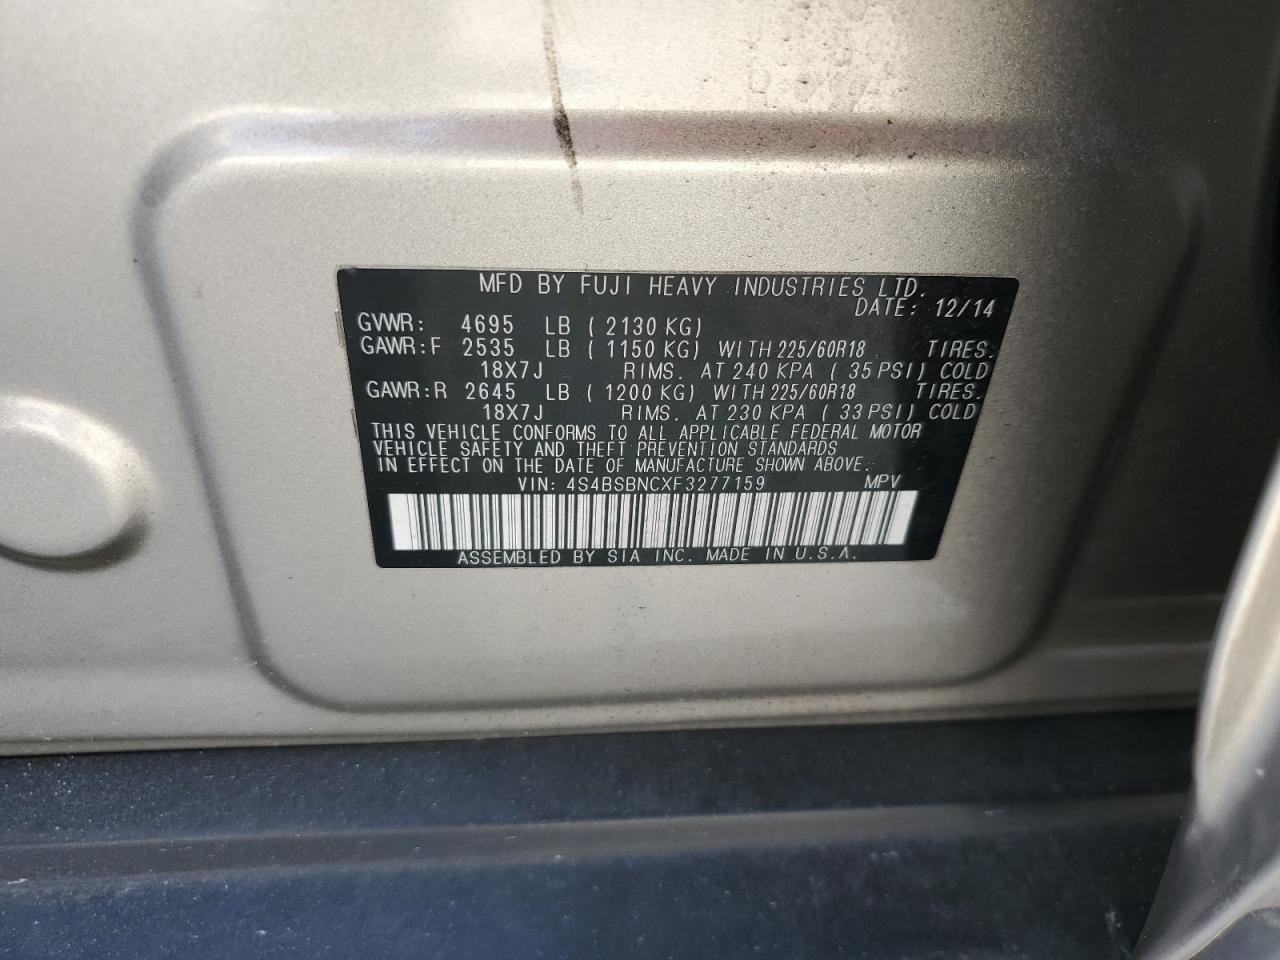 MFD BY FUJI HEAVY INDUSTRIES LTD.
DATE: 12/14
GVWR: 4695 LB ( 2130 KG)
GAWR:F 2535 LB ( 1150 KG) WITH 225/60R18 TIRES.
18X7J RIMS. AT 240 KPA ( 35 PSI) COLD
GAWR:R 2645 LB ( 1200 KG) WITH 225/60R18 TIRES.
18X7J RIMS. AT 230 KPA ( 33 PSI) COLD
THIS VEHICLE CONFORMS TO ALL APPLICABLE FEDERAL MOTOR
VEHICLE SAFETY AND THEFT PREVENTION STANDARDS
IN EFFECT ON THE DATE OF MANUFACTURE SHOWN ABOVE.
VIN: 4S4BSBNCXF3277159 MPV
ASSEMBLED BY SIA INC. MADE IN U.S.A.